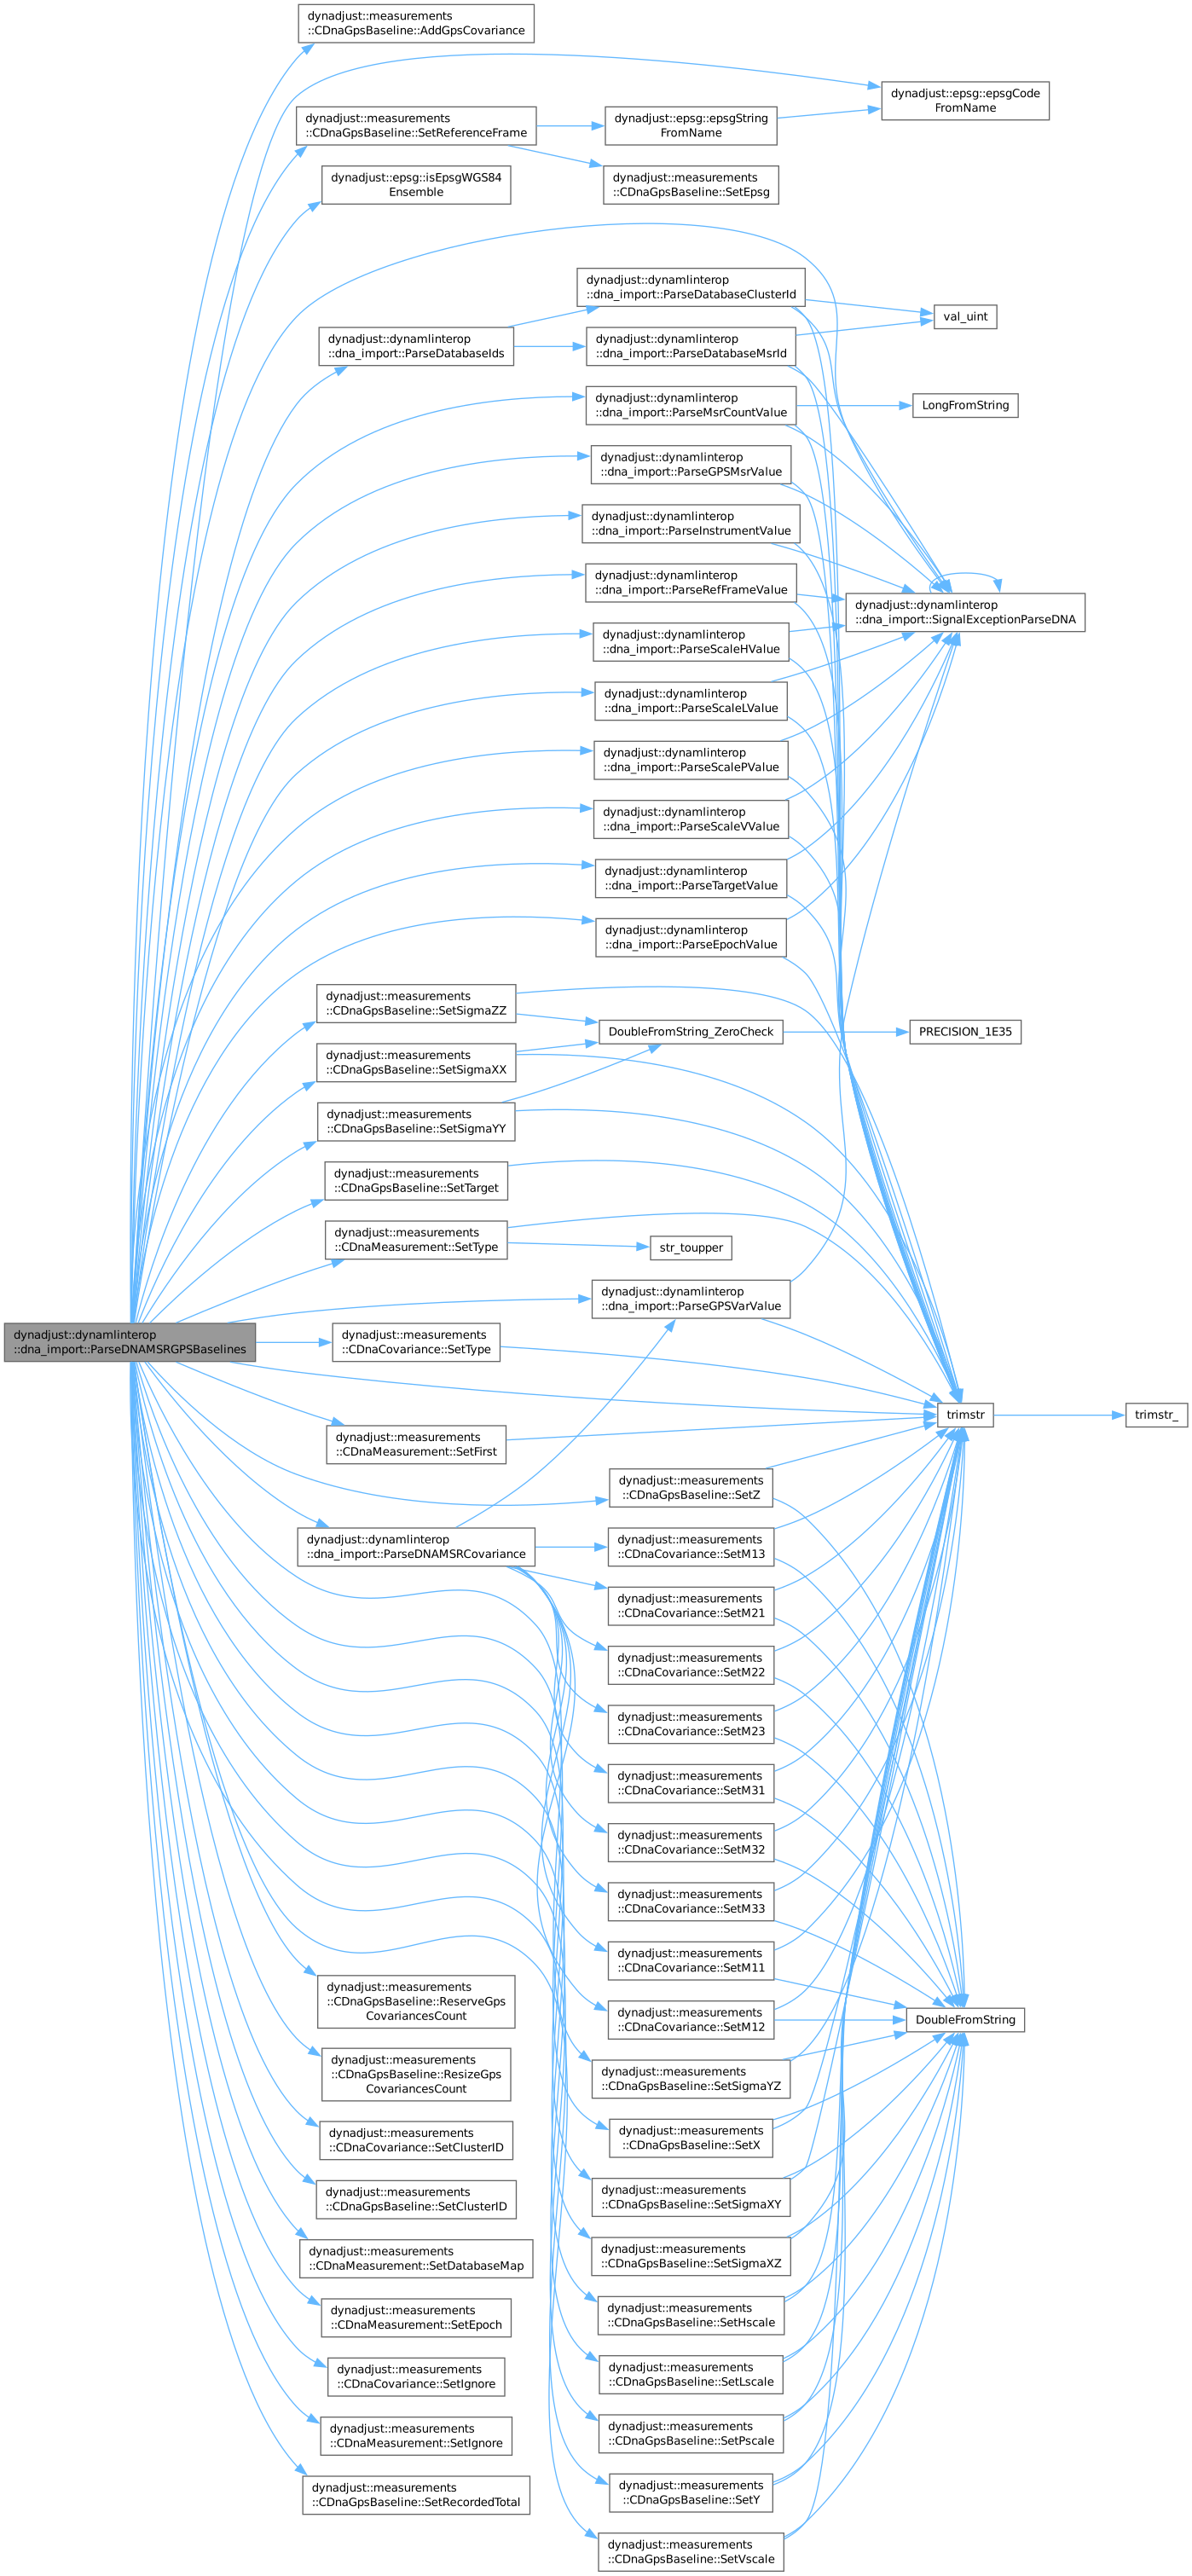 dynadjust::measurements
::CDnaGpsBaseline::AddGpsCovariance
dynadjust::epsg::epsgCode
FromName
dynadjust::measurements
::CDnaGpsBaseline::SetReferenceFrame
dynadjust::epsg::epsgString
FromName
dynadjust::epsg::isEpsgWGS84
Ensemble
dynadjust::measurements
::CDnaGpsBaseline::SetEpsg
dynadjust::dynamlinterop
::dna_import::ParseDatabaseClusterId
val_uint
dynadjust::dynamlinterop
::dna_import::ParseDatabaseIds
dynadjust::dynamlinterop
::dna_import::ParseDatabaseMsrId
dynadjust::dynamlinterop
::dna_import::ParseMsrCountValue
LongFromString
dynadjust::dynamlinterop
::dna_import::ParseGPSMsrValue
dynadjust::dynamlinterop
::dna_import::ParseInstrumentValue
dynadjust::dynamlinterop
::dna_import::ParseRefFrameValue
dynadjust::dynamlinterop
::dna_import::SignalExceptionParseDNA
dynadjust::dynamlinterop
::dna_import::ParseScaleHValue
dynadjust::dynamlinterop
::dna_import::ParseScaleLValue
dynadjust::dynamlinterop
::dna_import::ParseScalePValue
dynadjust::dynamlinterop
::dna_import::ParseScaleVValue
dynadjust::dynamlinterop
::dna_import::ParseTargetValue
dynadjust::dynamlinterop
::dna_import::ParseEpochValue
dynadjust::measurements
::CDnaGpsBaseline::SetSigmaZZ
DoubleFromString_ZeroCheck
PRECISION_1E35
dynadjust::measurements
::CDnaGpsBaseline::SetSigmaXX
dynadjust::measurements
::CDnaGpsBaseline::SetSigmaYY
dynadjust::measurements
::CDnaGpsBaseline::SetTarget
dynadjust::measurements
::CDnaMeasurement::SetType
str_toupper
dynadjust::dynamlinterop
::dna_import::ParseGPSVarValue
dynadjust::dynamlinterop
::dna_import::ParseDNAMSRGPSBaselines
dynadjust::measurements
::CDnaCovariance::SetType
trimstr
trimstr_
dynadjust::measurements
::CDnaMeasurement::SetFirst
dynadjust::measurements
::CDnaGpsBaseline::SetZ
dynadjust::dynamlinterop
::dna_import::ParseDNAMSRCovariance
dynadjust::measurements
::CDnaCovariance::SetM13
dynadjust::measurements
::CDnaCovariance::SetM21
dynadjust::measurements
::CDnaCovariance::SetM22
dynadjust::measurements
::CDnaCovariance::SetM23
dynadjust::measurements
::CDnaCovariance::SetM31
dynadjust::measurements
::CDnaCovariance::SetM32
dynadjust::measurements
::CDnaCovariance::SetM33
dynadjust::measurements
::CDnaCovariance::SetM11
dynadjust::measurements
::CDnaGpsBaseline::ReserveGps
CovariancesCount
dynadjust::measurements
::CDnaCovariance::SetM12
DoubleFromString
dynadjust::measurements
::CDnaGpsBaseline::ResizeGps
CovariancesCount
dynadjust::measurements
::CDnaGpsBaseline::SetSigmaYZ
dynadjust::measurements
::CDnaCovariance::SetClusterID
dynadjust::measurements
::CDnaGpsBaseline::SetX
dynadjust::measurements
::CDnaGpsBaseline::SetClusterID
dynadjust::measurements
::CDnaGpsBaseline::SetSigmaXY
dynadjust::measurements
::CDnaMeasurement::SetDatabaseMap
dynadjust::measurements
::CDnaGpsBaseline::SetSigmaXZ
dynadjust::measurements
::CDnaMeasurement::SetEpoch
dynadjust::measurements
::CDnaGpsBaseline::SetHscale
dynadjust::measurements
::CDnaCovariance::SetIgnore
dynadjust::measurements
::CDnaGpsBaseline::SetLscale
dynadjust::measurements
::CDnaMeasurement::SetIgnore
dynadjust::measurements
::CDnaGpsBaseline::SetPscale
dynadjust::measurements
::CDnaGpsBaseline::SetRecordedTotal
dynadjust::measurements
::CDnaGpsBaseline::SetY
dynadjust::measurements
::CDnaGpsBaseline::SetVscale